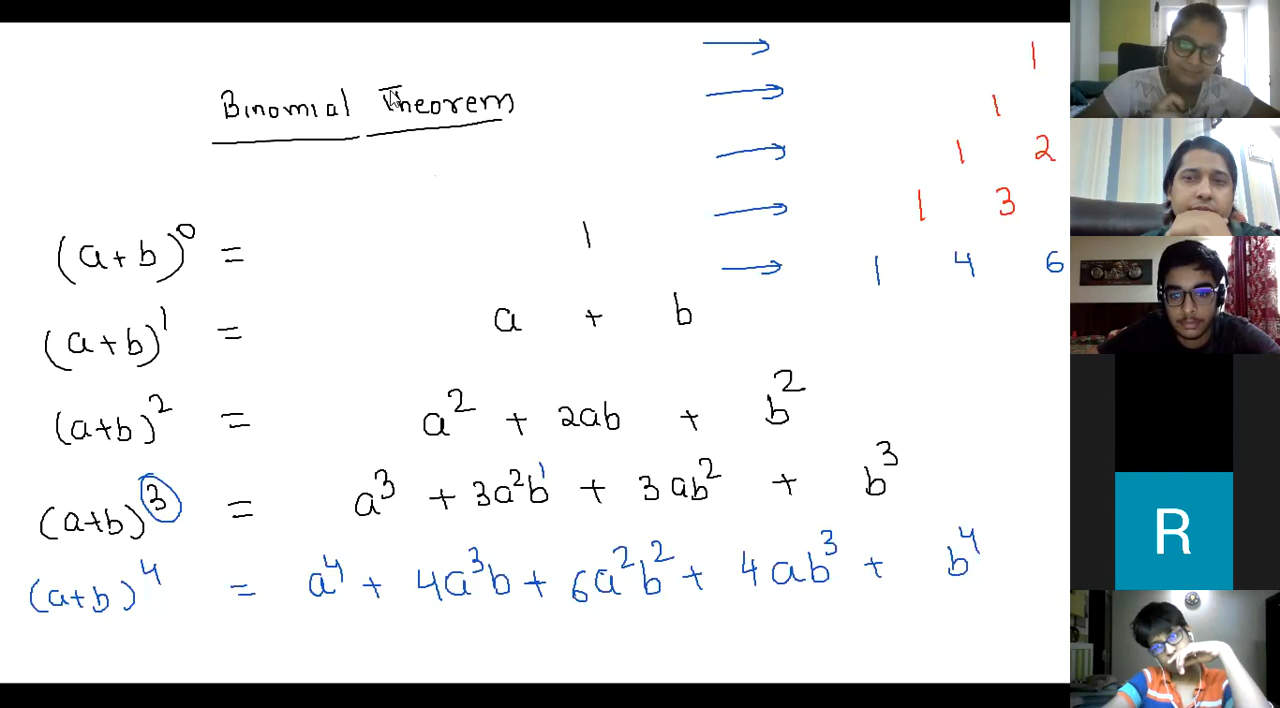 Binomial Theorem
(a+b)⁰ = 1
(a+b)¹ = a + b
(a+b)² = a² + 2ab + b²
(a+b)³ = a³ + 3a²b¹ + 3ab² + b³
(a+b)⁴ = a⁴ + 4a³b + 6a²b² + 4ab³ + b⁴
→ 1
→ 1
→ 1 2
→ 1 3
→ 1 4 6
R